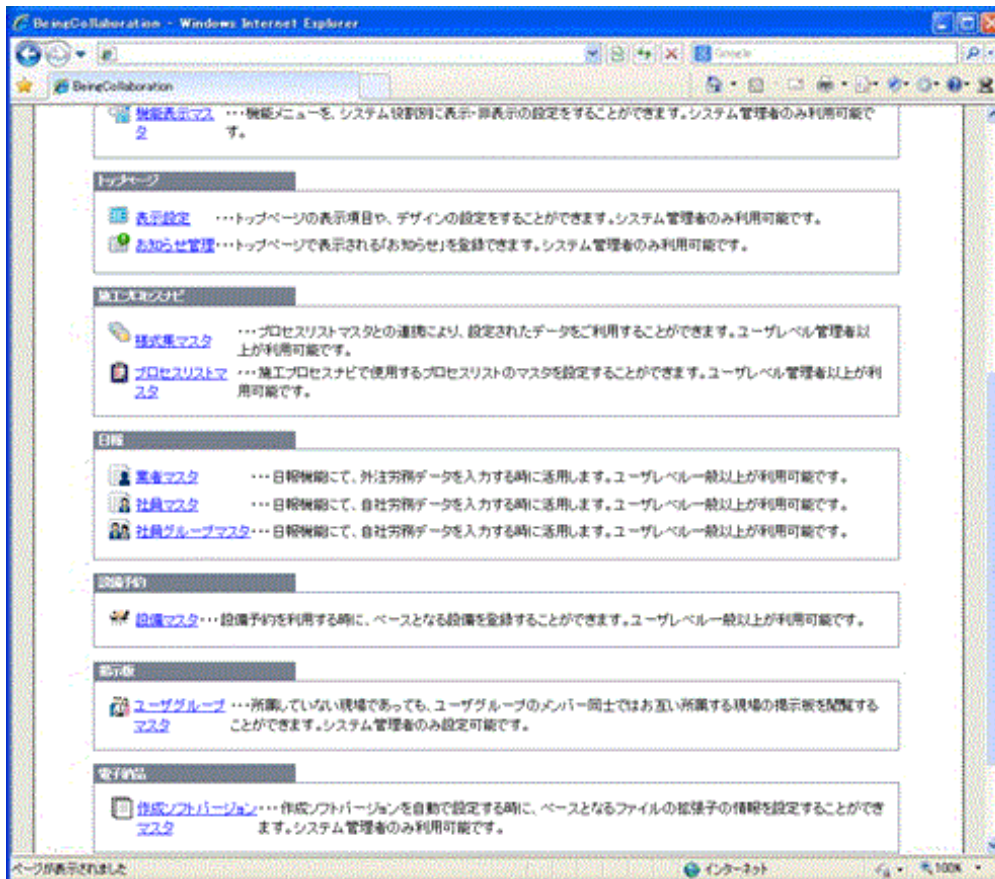 BeingCollaboration - Windows Internet Explorer
Google
BeingCollaboration
機能表示マス ・・・機能メニューを、システム役割別に表示・非表示の設定をすることができます。システム管理者のみ利用可能で
タ す。
トップページ
表示設定 ・・・トップページの表示項目や、デザインの設定をすることができます。システム管理者のみ利用可能です。
お知らせ管理・・・トップページで表示される「お知らせ」を登録できます。システム管理者のみ利用可能です。
施工プロセスナビ
様式集マスタ ・・・プロセスリストマスタとの連携により、設定されたデータをご利用することができます。ユーザレベル管理者以
上が利用可能です。
プロセスリストマ ・・・施工プロセスナビで使用するプロセスリストのマスタを設定することができます。ユーザレベル管理者以上が利
スタ 用可能です。
日報
業者マスタ ・・・日報機能にて、外注労務データを入力する時に活用します。ユーザレベル一般以上が利用可能です。
社員マスタ ・・・日報機能にて、自社労務データを入力する時に活用します。ユーザレベル一般以上が利用可能です。
社員グループマスタ・・・日報機能にて、自社労務データを入力する時に活用します。ユーザレベル一般以上が利用可能です。
設備予約
設備マスタ・・・設備予約を利用する時に、ベースとなる設備を登録することができます。ユーザレベル一般以上が利用可能です。
掲示板
ユーザグループ ・・・所属していない現場であっても、ユーザグループのメンバー同士ではお互い所属する現場の掲示板を閲覧する
マスタ ことができます。システム管理者のみ設定可能です。
電子納品
作成ソフトバージョン・・・作成ソフトバージョンを自動で設定する時に、ベースとなるファイルの拡張子の情報を設定することができ
マスタ ます。システム管理者のみ利用可能です。
ページが表示されました インターネット 100%